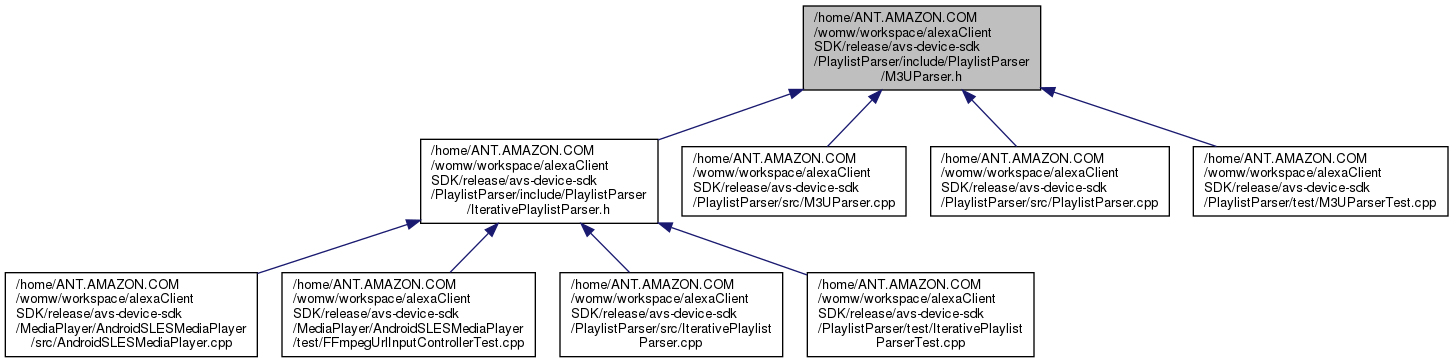 /home/ANT.AMAZON.COM
/womw/workspace/alexaClient
SDK/release/avs-device-sdk
/PlaylistParser/include/PlaylistParser
/M3UParser.h
/home/ANT.AMAZON.COM
/womw/workspace/alexaClient
SDK/release/avs-device-sdk
/PlaylistParser/include/PlaylistParser
/IterativePlaylistParser.h
/home/ANT.AMAZON.COM
/womw/workspace/alexaClient
SDK/release/avs-device-sdk
/PlaylistParser/src/M3UParser.cpp
/home/ANT.AMAZON.COM
/womw/workspace/alexaClient
SDK/release/avs-device-sdk
/PlaylistParser/src/PlaylistParser.cpp
/home/ANT.AMAZON.COM
/womw/workspace/alexaClient
SDK/release/avs-device-sdk
/PlaylistParser/test/M3UParserTest.cpp
/home/ANT.AMAZON.COM
/womw/workspace/alexaClient
SDK/release/avs-device-sdk
/MediaPlayer/AndroidSLESMediaPlayer
/src/AndroidSLESMediaPlayer.cpp
/home/ANT.AMAZON.COM
/womw/workspace/alexaClient
SDK/release/avs-device-sdk
/MediaPlayer/AndroidSLESMediaPlayer
/test/FFmpegUrlInputControllerTest.cpp
/home/ANT.AMAZON.COM
/womw/workspace/alexaClient
SDK/release/avs-device-sdk
/PlaylistParser/src/IterativePlaylist
Parser.cpp
/home/ANT.AMAZON.COM
/womw/workspace/alexaClient
SDK/release/avs-device-sdk
/PlaylistParser/test/IterativePlaylist
ParserTest.cpp